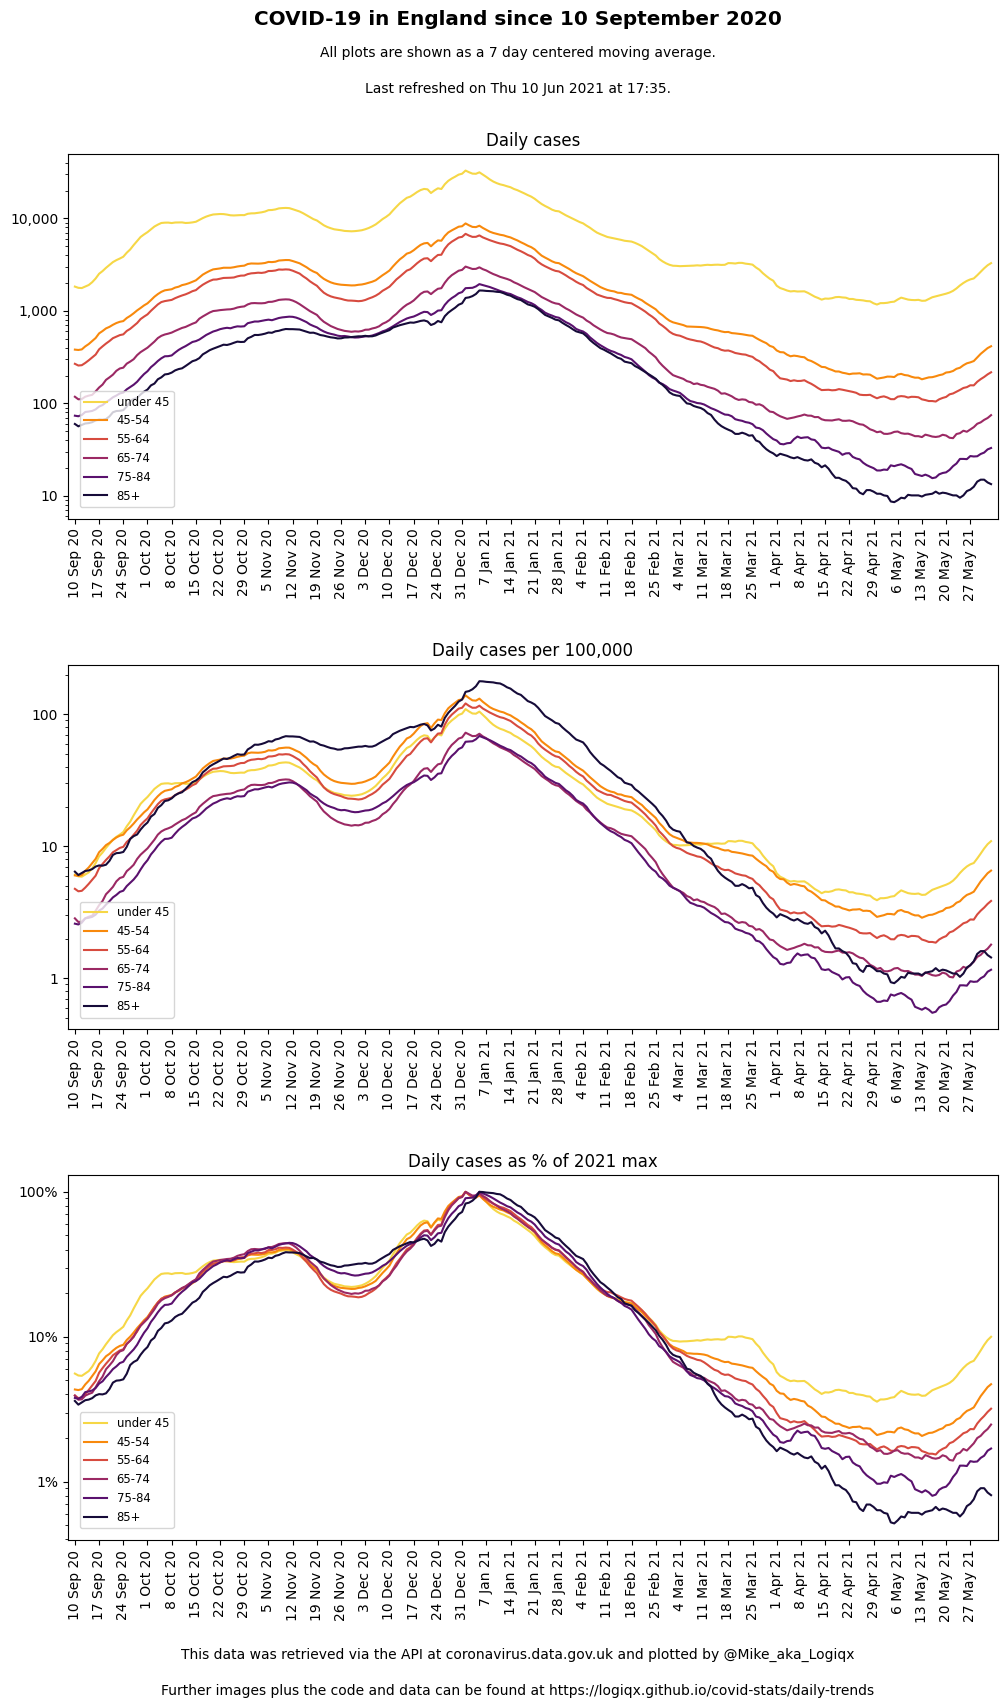 COVID-19 in England since 10 September 2020
All plots are shown as a 7 day centered moving average.
Last refreshed on Thu 10 Jun 2021 at 17:35.
Daily cases
10,000
1,000
100
10
under 45
45-54
55-64
65-74
75-84
85+
10 Sep 20
17 Sep 20
24 Sep 20
1 Oct 20
8 Oct 20
15 Oct 20
22 Oct 20
29 Oct 20
5 Nov 20
12 Nov 20
19 Nov 20
26 Nov 20
3 Dec 20
10 Dec 20
17 Dec 20
24 Dec 20
31 Dec 20
7 Jan 21
14 Jan 21
21 Jan 21
28 Jan 21
4 Feb 21
11 Feb 21
18 Feb 21
25 Feb 21
4 Mar 21
11 Mar 21
18 Mar 21
25 Mar 21
1 Apr 21
8 Apr 21
15 Apr 21
22 Apr 21
29 Apr 21
6 May 21
13 May 21
20 May 21
27 May 21
Daily cases per 100,000
100
10
1
under 45
45-54
55-64
65-74
75-84
85+
10 Sep 20
17 Sep 20
24 Sep 20
1 Oct 20
8 Oct 20
15 Oct 20
22 Oct 20
29 Oct 20
5 Nov 20
12 Nov 20
19 Nov 20
26 Nov 20
3 Dec 20
10 Dec 20
17 Dec 20
24 Dec 20
31 Dec 20
7 Jan 21
14 Jan 21
21 Jan 21
28 Jan 21
4 Feb 21
11 Feb 21
18 Feb 21
25 Feb 21
4 Mar 21
11 Mar 21
18 Mar 21
25 Mar 21
1 Apr 21
8 Apr 21
15 Apr 21
22 Apr 21
29 Apr 21
6 May 21
13 May 21
20 May 21
27 May 21
Daily cases as % of 2021 max
100%
10%
1%
under 45
45-54
55-64
65-74
75-84
85+
10 Sep 20
17 Sep 20
24 Sep 20
1 Oct 20
8 Oct 20
15 Oct 20
22 Oct 20
29 Oct 20
5 Nov 20
12 Nov 20
19 Nov 20
26 Nov 20
3 Dec 20
10 Dec 20
17 Dec 20
24 Dec 20
31 Dec 20
7 Jan 21
14 Jan 21
21 Jan 21
28 Jan 21
4 Feb 21
11 Feb 21
18 Feb 21
25 Feb 21
4 Mar 21
11 Mar 21
18 Mar 21
25 Mar 21
1 Apr 21
8 Apr 21
15 Apr 21
22 Apr 21
29 Apr 21
6 May 21
13 May 21
20 May 21
27 May 21
This data was retrieved via the API at coronavirus.data.gov.uk and plotted by @Mike_aka_Logiqx
Further images plus the code and data can be found at https://logiqx.github.io/covid-stats/daily-trends